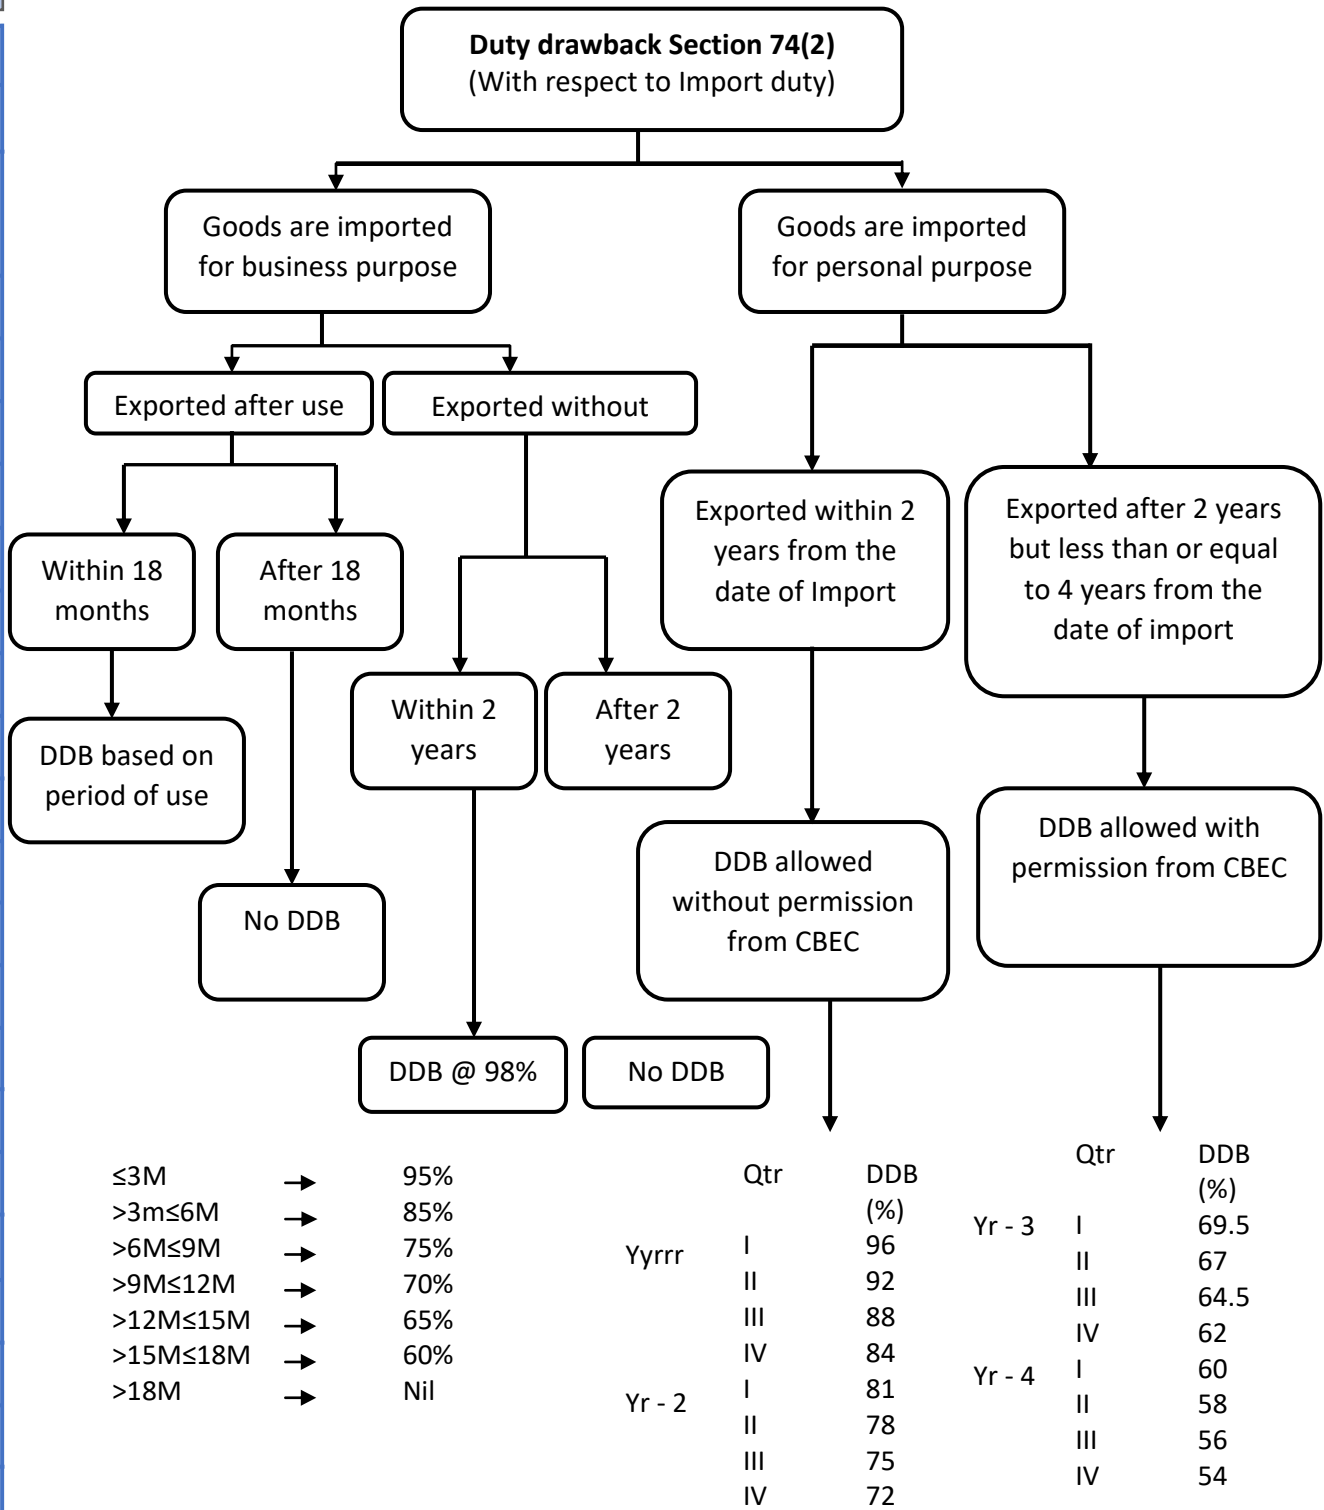 Duty drawback Section 74(2)
(With respect to Import duty)
Goods are imported
for business purpose
Goods are imported
for personal purpose
Exported after use
Exported without
Within 18
months
After 18
months
Exported within 2
years from the
date of Import
Exported after 2 years
but less than or equal
to 4 years from the
date of import
Within 2
years
After 2
years
DDB based on
period of use
No DDB
DDB allowed
without permission
from CBEC
DDB allowed with
permission from CBEC
DDB @ 98%
No DDB
≤3M 95%
>3m≤6M 85%
>6M≤9M 75%
>9M≤12M 70%
>12M≤15M 65%
>15M≤18M 60%
>18M Nil
Qtr DDB
(%)
Yyrrr I 96
II 92
III 88
IV 84
Yr - 2 I 81
II 78
III 75
IV 72
Qtr DDB
(%)
Yr - 3 I 69.5
II 67
III 64.5
IV 62
Yr - 4 I 60
II 58
III 56
IV 54